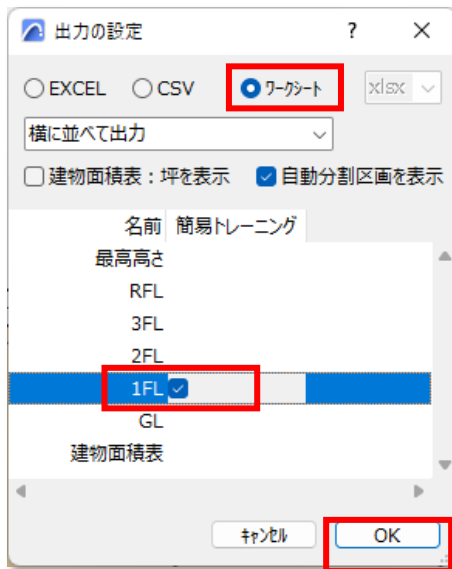 出力の設定 ? ×
EXCEL CSV ワークシート xlsx
横に並べて出力
建物面積表：坪を表示 自動分割区画を表示
名前 簡易トレーニング
最高高さ
RFL
3FL
2FL
1FL
GL
建物面積表
キャンセル OK